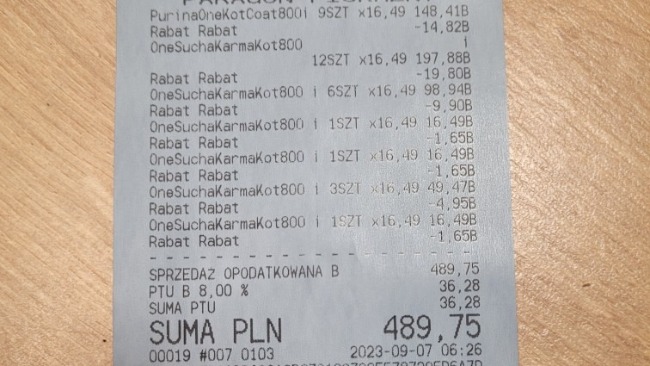 PARAGON FISKALNY
PurinaOneKotCoat800i 9SZT x16,49 148,41B
Rabat Rabat -14,82B
OneSuchaKarmaKot800 i
12SZT x16,49 197,88B
Rabat Rabat -19,80B
OneSuchaKarmaKot800 i 6SZT x16,49 98,94B
Rabat Rabat -9,90B
OneSuchaKarmaKot800 i 1SZT x16,49 16,49B
Rabat Rabat -1,65B
OneSuchaKarmaKot800 i 1SZT x16,49 16,49B
Rabat Rabat -1,65B
OneSuchaKarmaKot800 i 3SZT x16,49 49,47B
Rabat Rabat -4,95B
OneSuchaKarmaKot800 i 1SZT x16,49 16,49B
Rabat Rabat -1,65B
SPRZEDAŻ OPODATKOWANA B 489,75
PTU B 8,00 % 36,28
SUMA PTU 36,28
SUMA PLN 489,75
00019 #007 0103 2023-09-07 06:26